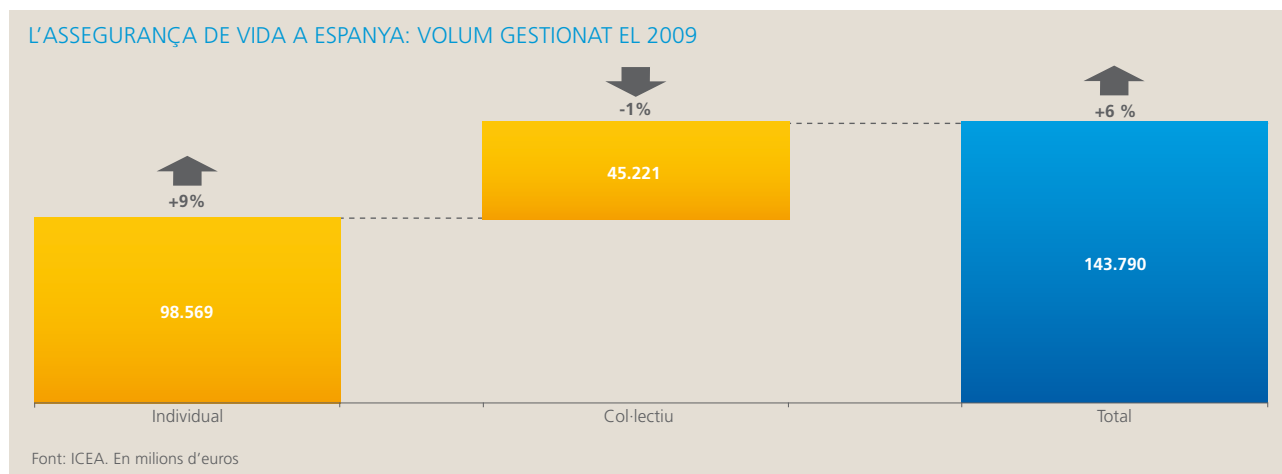 L’ASSEGURANÇA DE VIDA A ESPANYA: VOLUM GESTIONAT EL 2009
-1%
+6 %
45.221
+9%
143.790
98.569
Individual
Col·lectiu
Total
Font: ICEA. En milions d’euros